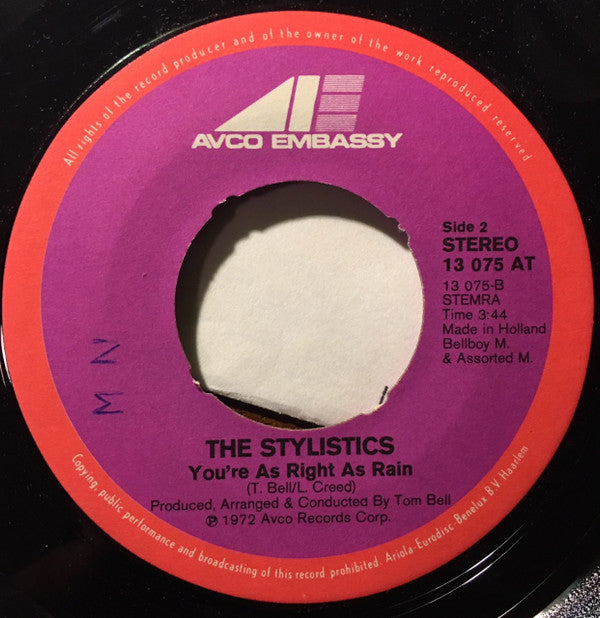 All rights of the record producer and of the owner of the work reproduced reserved
AVCO EMBASSY
Side 2
STEREO
13 075 AT
13 075-B
STEMRA
Time 3:44
Made in Holland
Bellboy M.
& Assorted M.
M N
THE STYLISTICS
You're As Right As Rain
(T. Bell/L. Creed)
Produced, Arranged & Conducted By Tom Bell
℗ 1972 Avco Records Corp.
Copying, public performance and broadcasting of this record prohibited. Ariola-Eurodisc-Benelux B.V. Haarlem